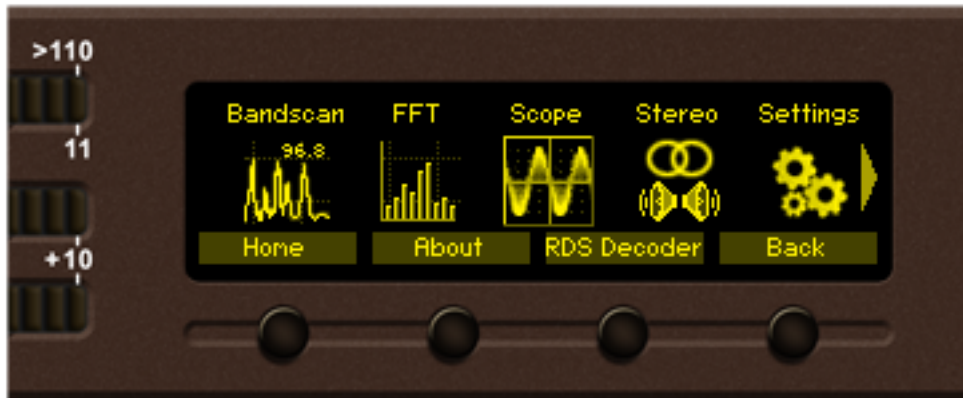 >110
11
+10
Bandscan FFT Scope Stereo Settings
96.8
Home About RDS Decoder Back